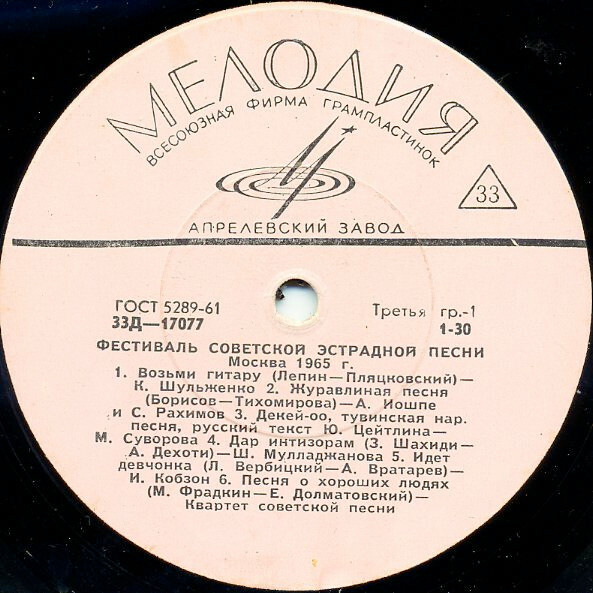 МЕЛОДИЯ
ВСЕСОЮЗНАЯ ФИРМА ГРАМПЛАСТИНОК
33
АПРЕЛЕВСКИЙ ЗАВОД
ГОСТ 5289-61 Третья гр.-1
33Д—17077 1-30
ФЕСТИВАЛЬ СОВЕТСКОЙ ЭСТРАДНОЙ ПЕСНИ
Москва 1965 г.
1. Возьми гитару (Лепин—Пляцковский)—
К. Шульженко 2. Журавлиная песня
(Борисов—Тихомирова)—А. Иошпе
и С. Рахимов 3. Декей-оо, тувинская нар.
песня, русский текст Ю. Цейтлина—
М. Суворова 4. Дар интизорам (З. Шахиди—
А. Дехоти)—Ш. Мулладжанова 5. Идет
девчонка (Л. Вербицкий—А. Вратарев)—
И. Кобзон 6. Песня о хороших людях
(М. Фрадкин—Е. Долматовский)—
Квартет советской песни